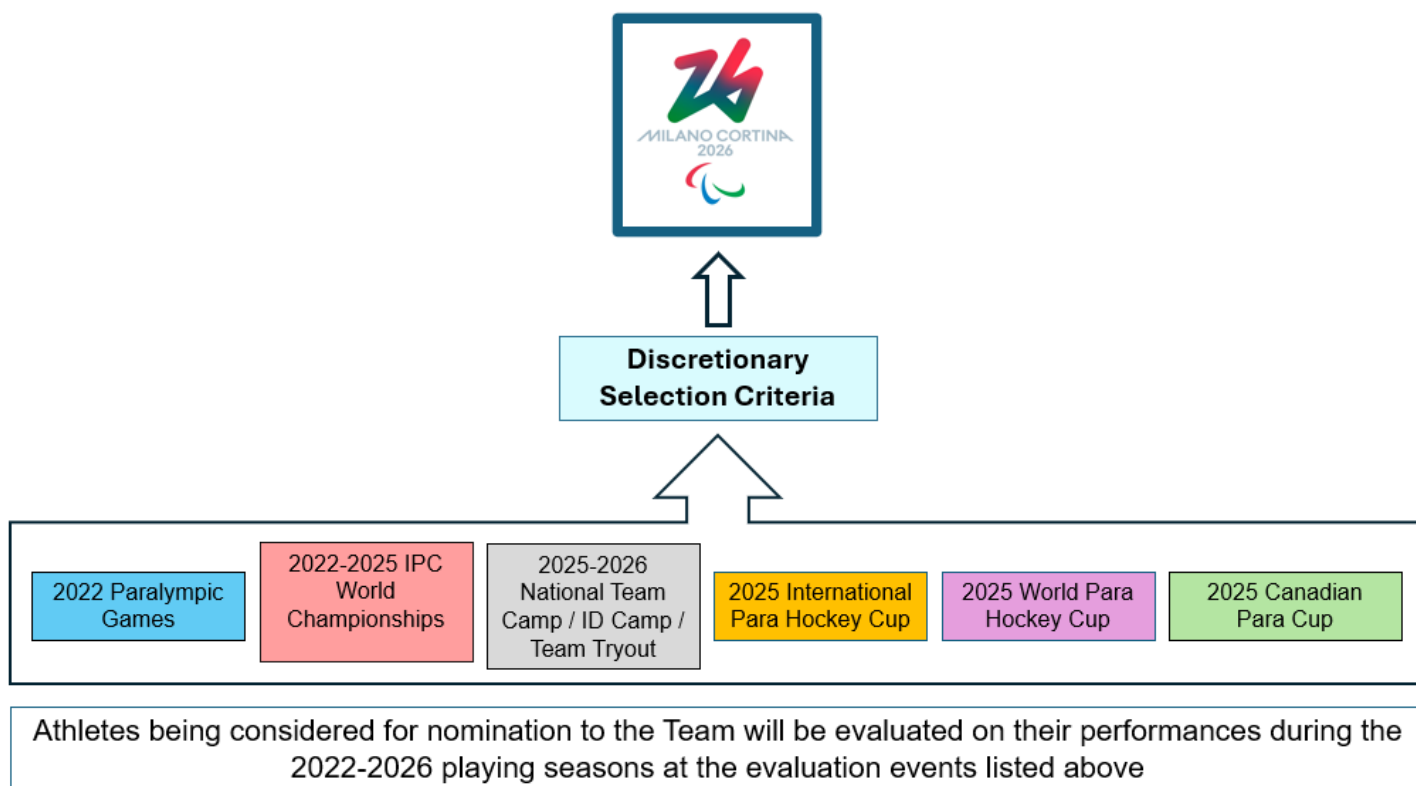 26
MILANO CORTINA
2026
Discretionary
Selection Criteria
2022 Paralympic
Games
2022-2025 IPC
World
Championships
2025-2026
National Team
Camp / ID Camp /
Team Tryout
2025 International
Para Hockey Cup
2025 World Para
Hockey Cup
2025 Canadian
Para Cup
Athletes being considered for nomination to the Team will be evaluated on their performances during the
2022-2026 playing seasons at the evaluation events listed above